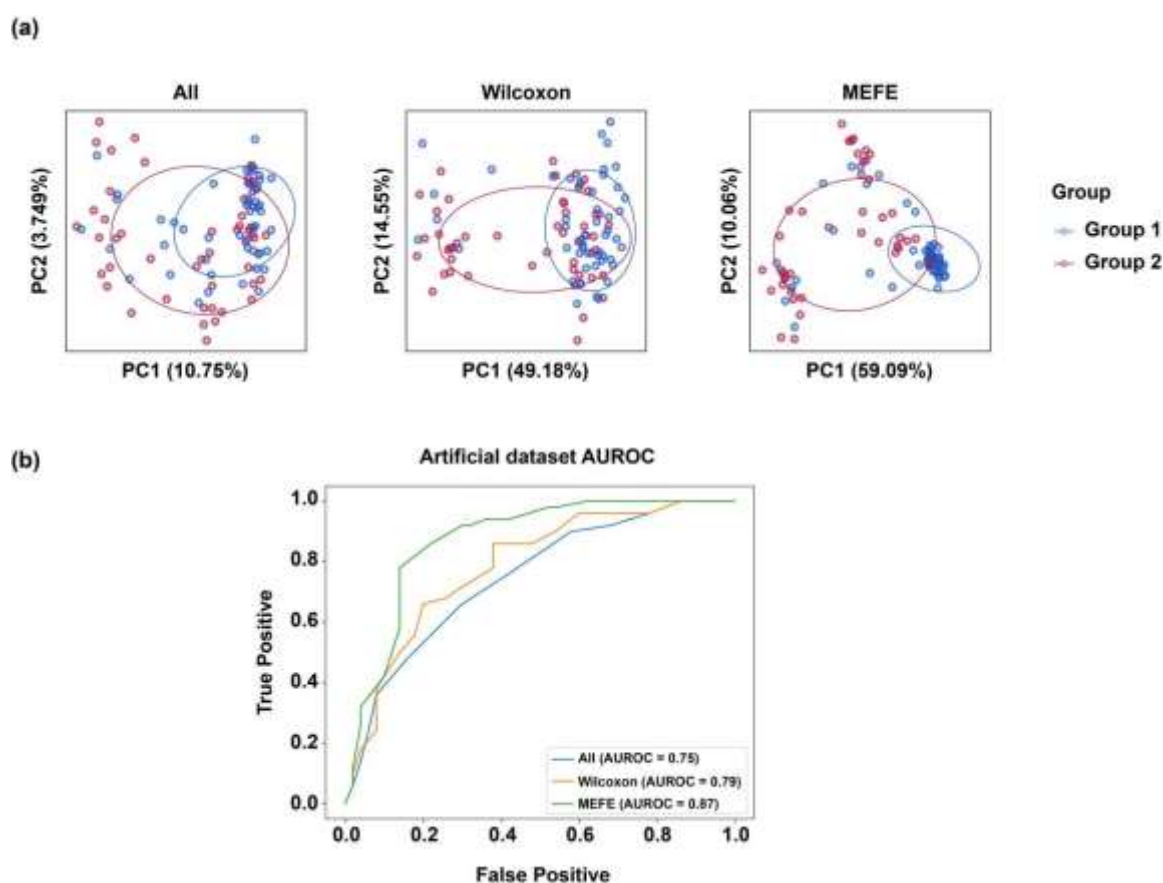 (a)
All
Wilcoxon
MEFE
PC2 (3.749%)
PC1 (10.75%)
PC2 (14.55%)
PC1 (49.18%)
PC2 (10.06%)
PC1 (59.09%)
Group
Group 1
Group 2
(b)
Artificial dataset AUROC
True Positive
1.0
0.8
0.6
0.4
0.2
0.0
0.0 0.2 0.4 0.6 0.8 1.0
False Positive
All (AUROC = 0.75)
Wilcoxon (AUROC = 0.79)
MEFE (AUROC = 0.87)